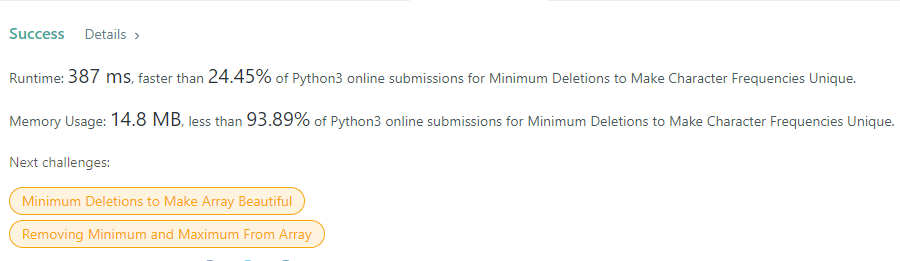 Success Details >
Runtime: 387 ms, faster than 24.45% of Python3 online submissions for Minimum Deletions to Make Character Frequencies Unique.
Memory Usage: 14.8 MB, less than 93.89% of Python3 online submissions for Minimum Deletions to Make Character Frequencies Unique.
Next challenges:
Minimum Deletions to Make Array Beautiful
Removing Minimum and Maximum From Array